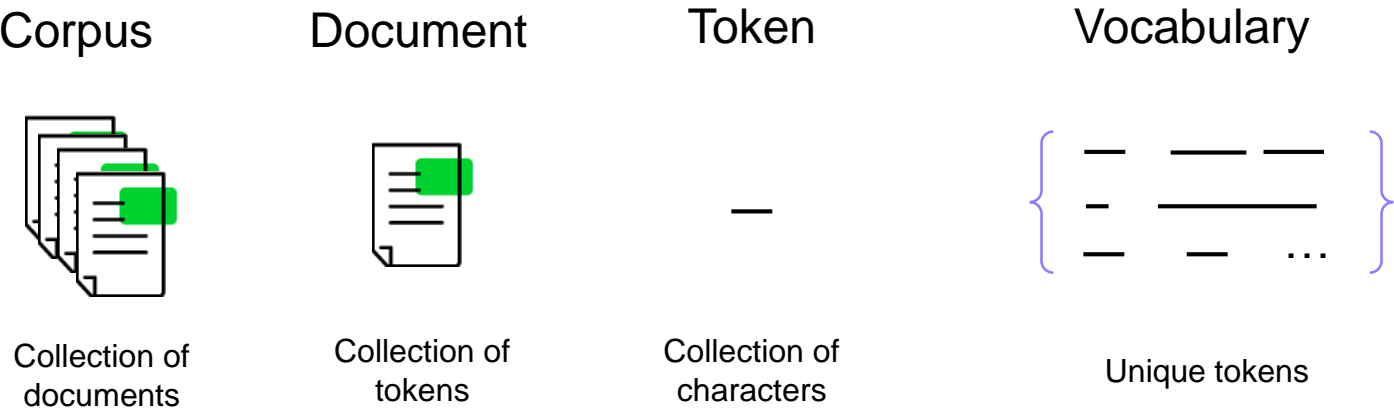 Corpus
Document
Token
Vocabulary
...
Collection of
documents
Collection of
tokens
Collection of
characters
Unique tokens